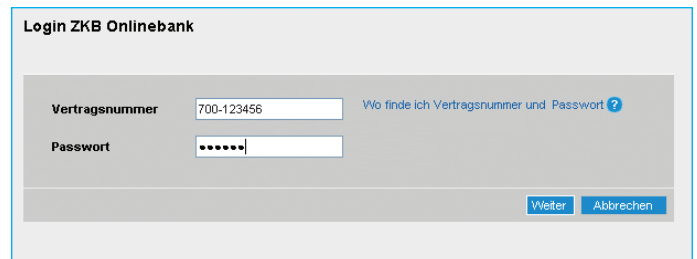 Login ZKB Onlinebank
Vertragsnummer 700-123456 Wo finde ich Vertragsnummer und Passwort ?
Passwort ••••••
Weiter Abbrechen